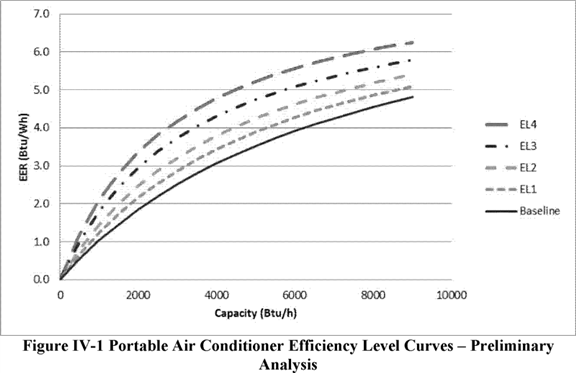 7.0
6.0
5.0
4.0
3.0
2.0
1.0
0.0
EER (Btu/Wh)
0
2000
4000
6000
8000
10000
Capacity (Btu/h)
EL4
EL3
EL2
EL1
Baseline
Figure IV-1 Portable Air Conditioner Efficiency Level Curves – Preliminary
Analysis